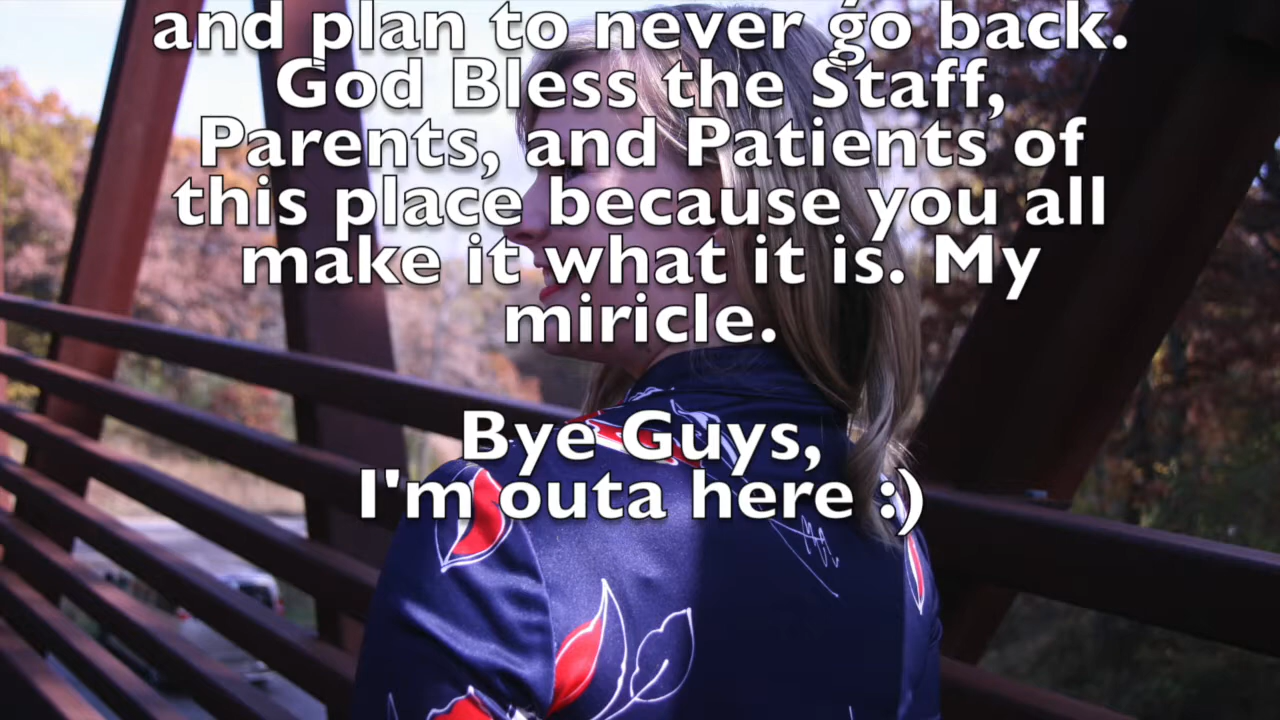 and plan to never go back.
God Bless the Staff,
Parents, and Patients of
this place because you all
make it what it is. My
miricle.
Bye Guys,
I'm outa here :)